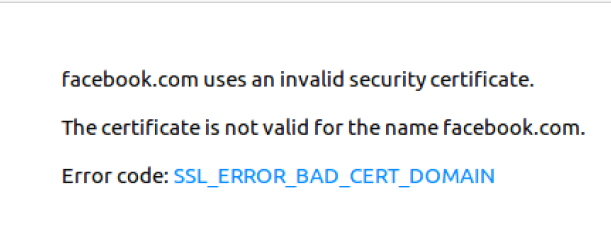 facebook.com uses an invalid security certificate.
The certificate is not valid for the name facebook.com.
Error code: SSL_ERROR_BAD_CERT_DOMAIN